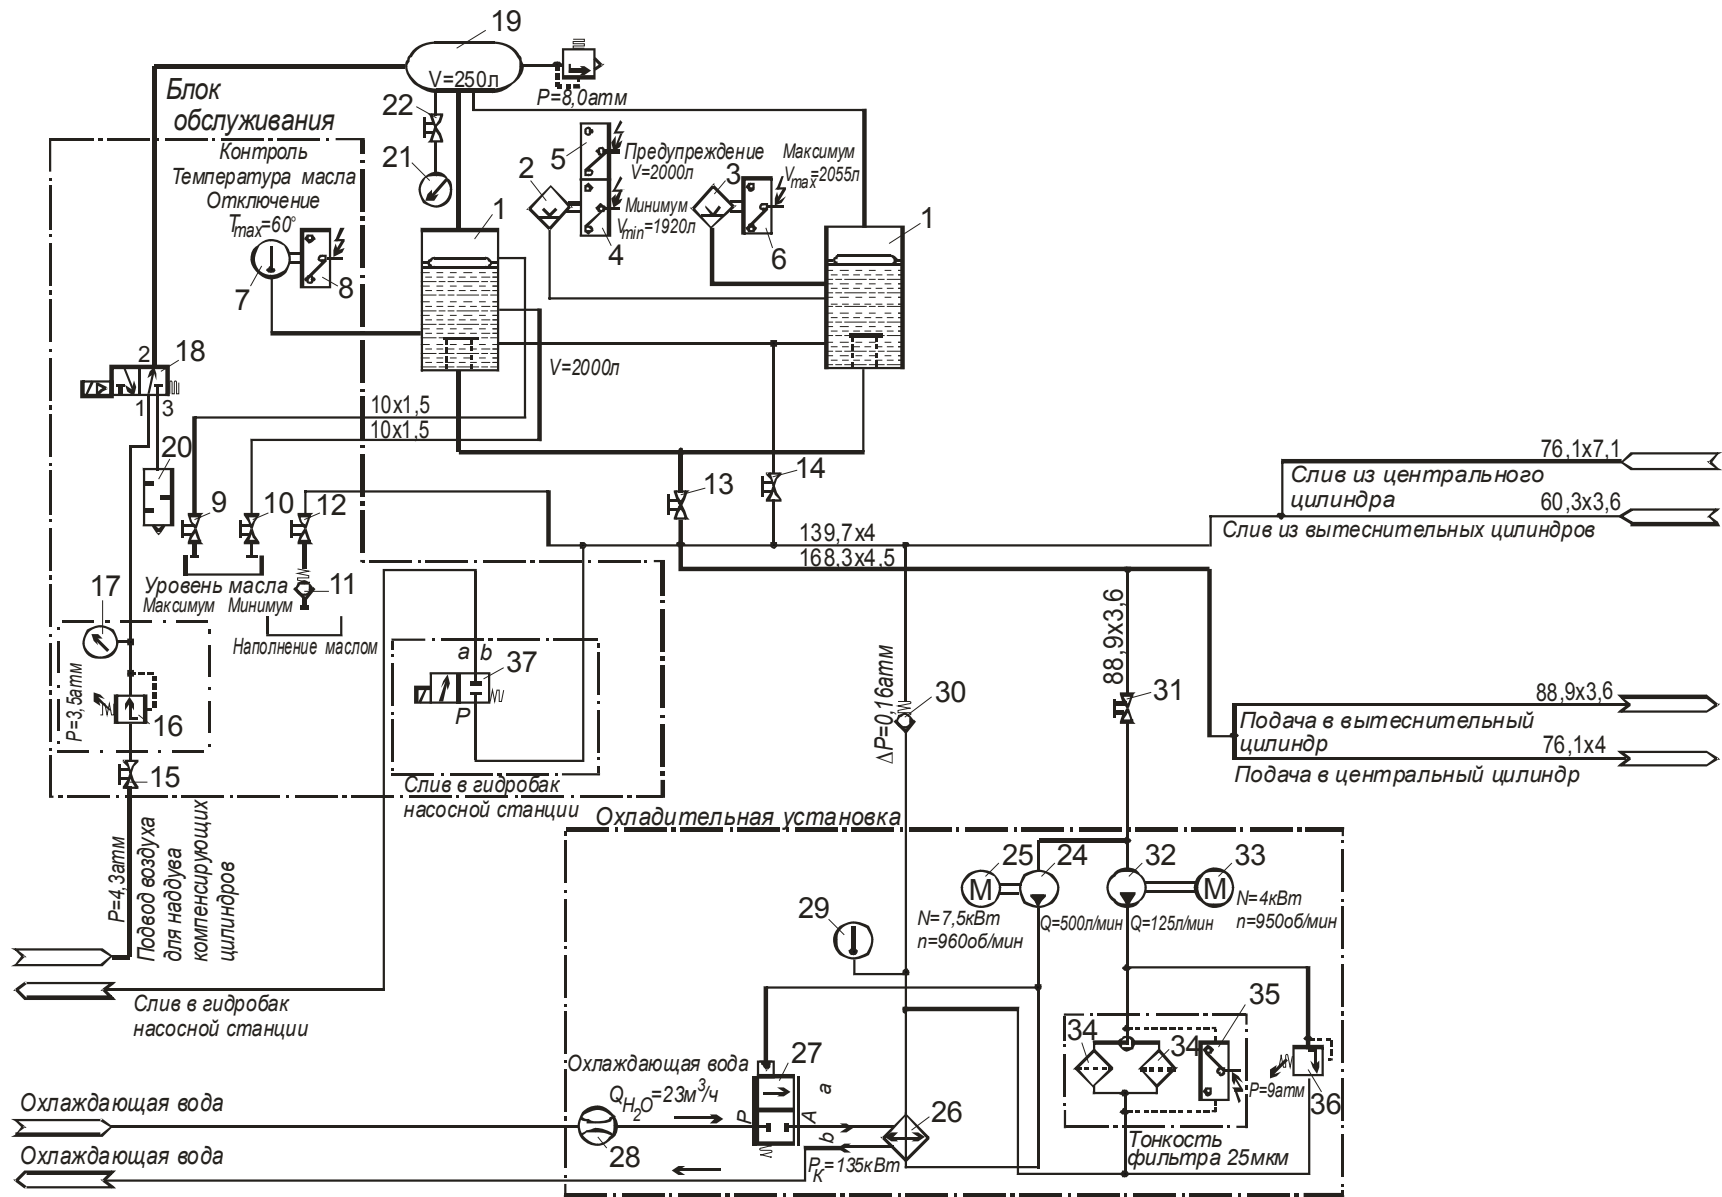 19
V=250л
P=8,0атм
Блок
обслуживания
22
21
Контроль
Температура масла
Отключение
Tmax=60°
7
8
2
5
Предупреждение
V=2000л
Минимум
Vmin=1920л
4
3
Максимум
Vmax=2055л
6
1
1
V=2000л
2
18
1
3
20
10x1,5
10x1,5
9
10
12
13
14
Уровень масла
Максимум
Минимум
11
Наполнение маслом
17
P=3,5атм
16
15
P=4,3атм
Подвод воздуха
для наддува
компенсирующих
цилиндров
a
b
37
P
Слив в гидробак
насосной станции
139,7x4
168,3x4,5
76,1x7,1
Слив из центрального
цилиндра
60,3x3,6
Слив из вытеснительных цилиндров
88,9x3,6
31
30
ΔP=0,16атм
88,9x3,6
Подача в вытеснительный
цилиндр
76,1x4
Подача в центральный цилиндр
Охладительная установка
25
24
32
33
M
M
N=7,5кВт
n=960об/мин
Q=500л/мин
Q=125л/мин
N=4кВт
n=950об/мин
29
35
34
34
P=9атм
36
Тонкость
фильтра 25мкм
Слив в гидробак
насосной станции
Охлаждающая вода
QH2O=23м3/ч
27
a
P
A
b
26
28
PК=135кВт
Охлаждающая вода
Охлаждающая вода